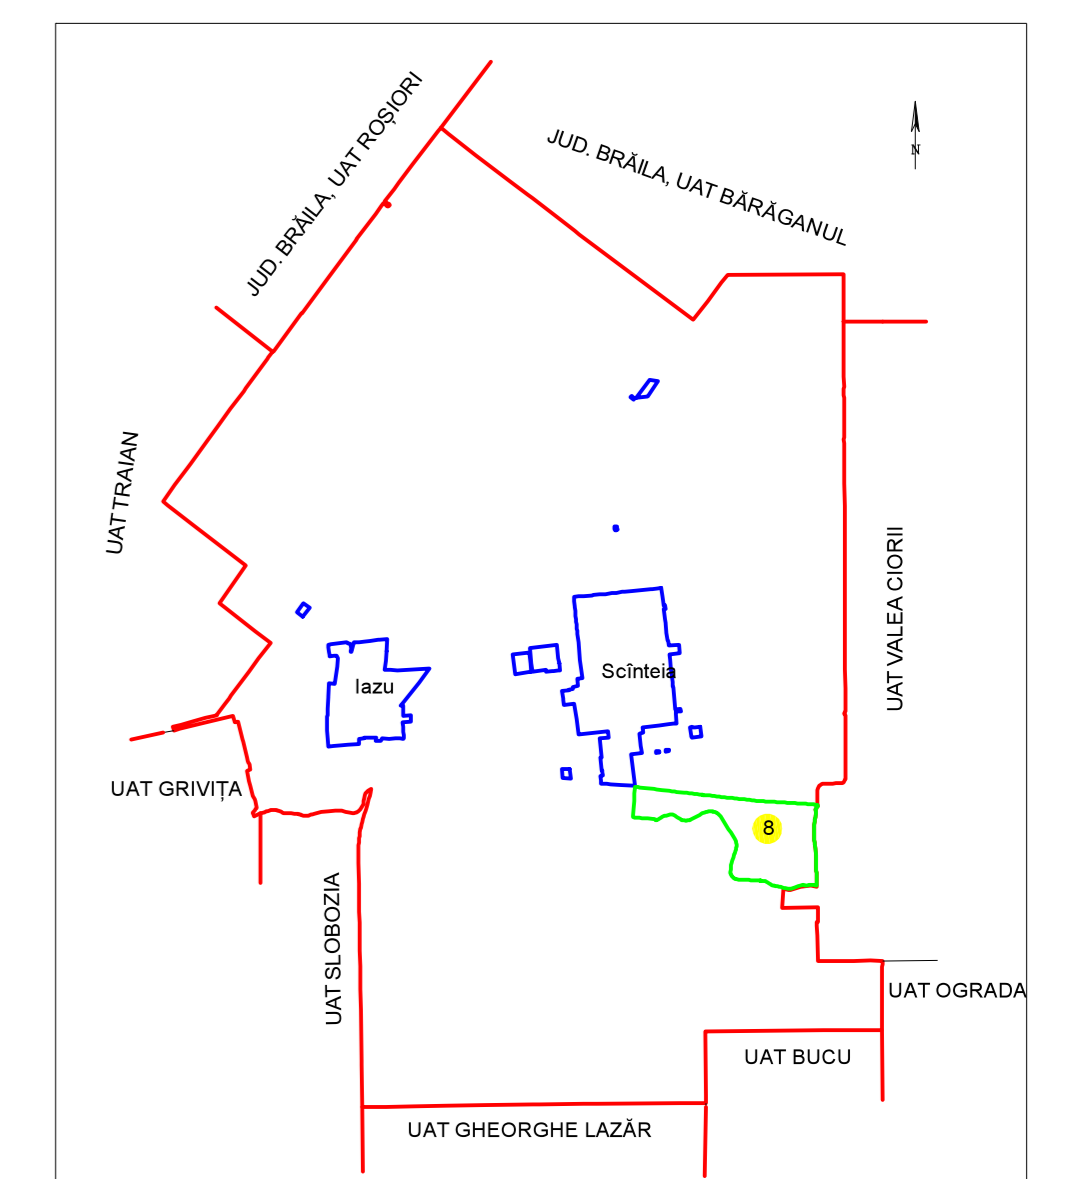 JUD. BRĂILA, UAT ROȘIORI
JUD. BRĂILA, UAT BĂRĂGANUL
N
UAT TRAIAN
UAT VALEA CIORII
Scînteia
Iazu
UAT GRIVIȚA
8
UAT SLOBOZIA
UAT OGRADA
UAT BUCU
UAT GHEORGHE LAZĂR